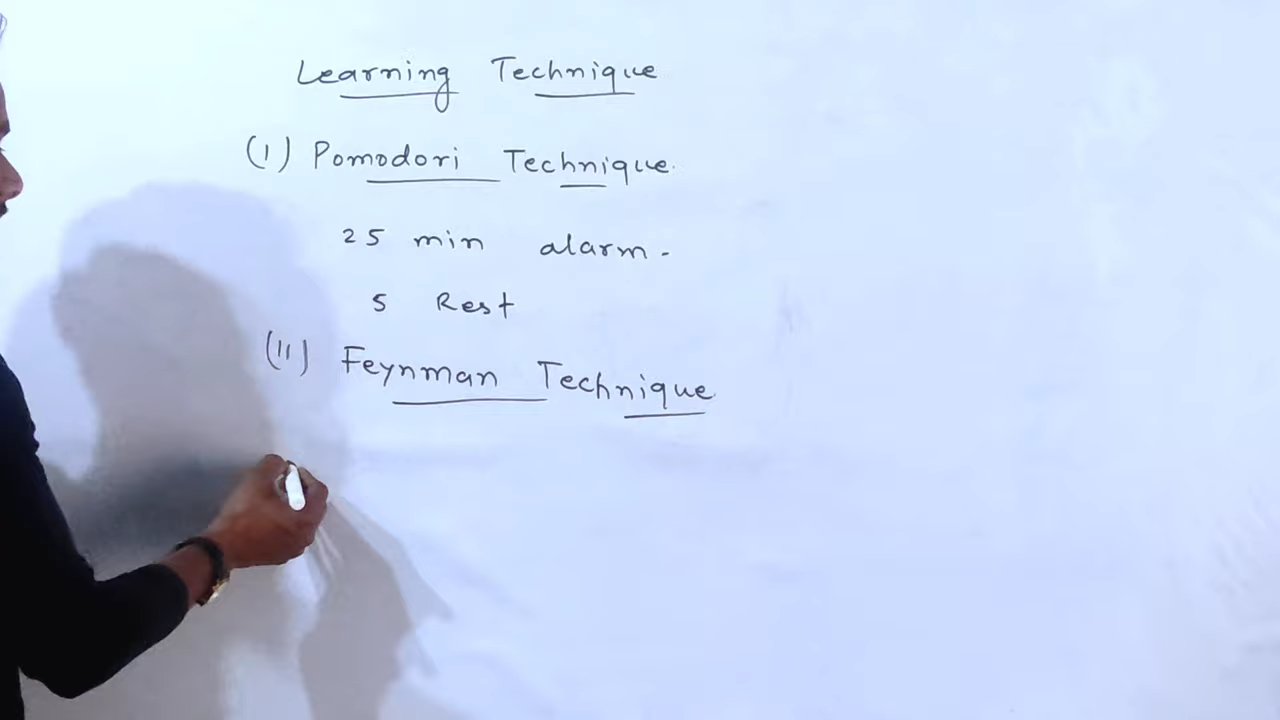 Learning Technique
(I) Pomodori Technique.
25 min alarm.
5 Rest
(II) Feynman Technique